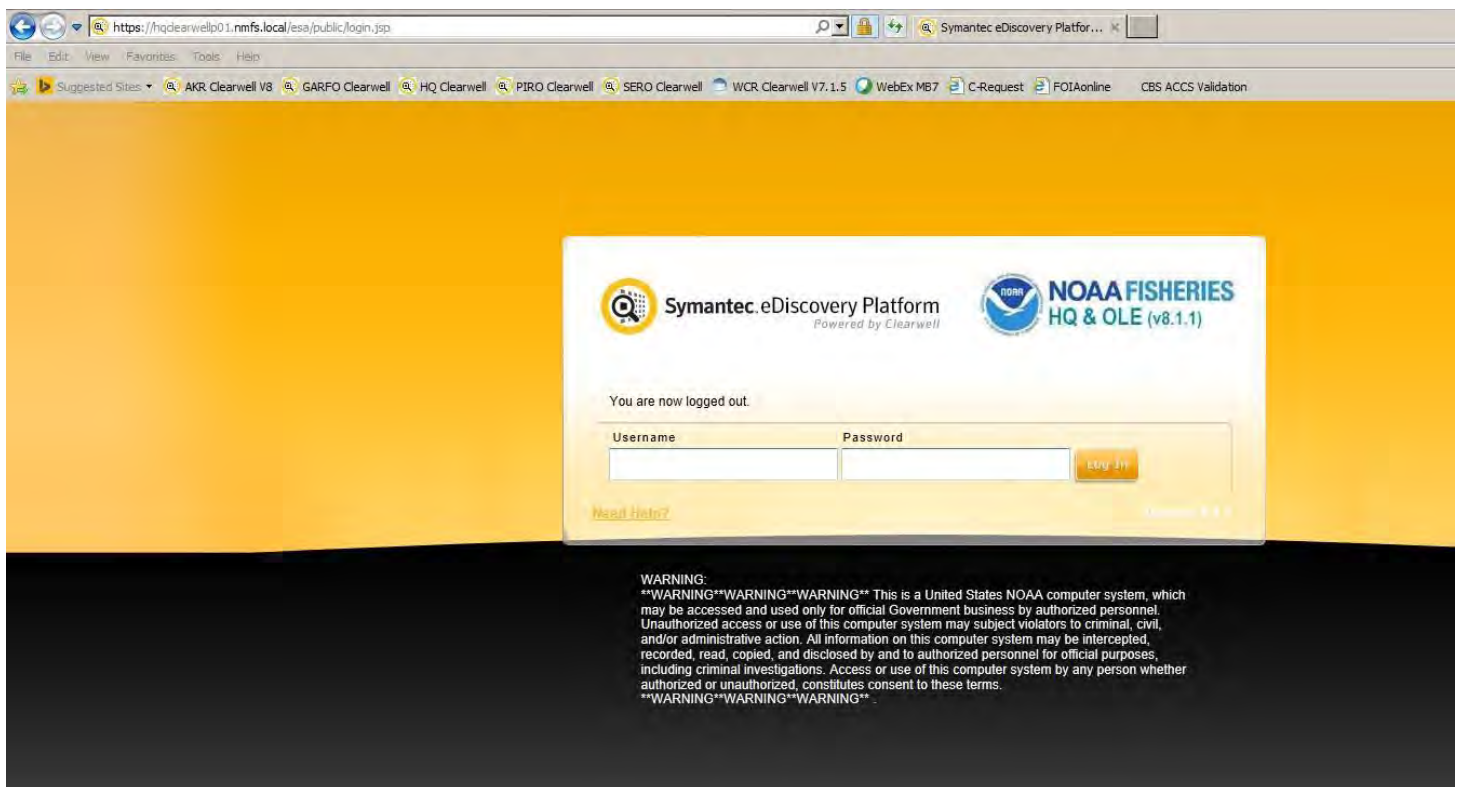 https://hqclearwellp01.nmfs.local/esa/public/login.jsp
Symantec eDiscovery Platfor...
File Edit View Favorites Tools Help
Suggested Sites AKR Clearwell V8 GARFO Clearwell HQ Clearwell PIRO Clearwell SERO Clearwell WCR Clearwell V7.1.5 WebEx MB7 C-Request FOIAonline CBS ACCS Validation
Symantec. eDiscovery Platform
Powered by Clearwell
NOAA
NOAA FISHERIES
HQ & OLE (v8.1.1)
You are now logged out.
Username Password
Log In
Need Help?
WARNING:
**WARNING**WARNING**WARNING** This is a United States NOAA computer system, which
may be accessed and used only for official Government business by authorized personnel.
Unauthorized access or use of this computer system may subject violators to criminal, civil,
and/or administrative action. All information on this computer system may be intercepted,
recorded, read, copied, and disclosed by and to authorized personnel for official purposes,
including criminal investigations. Access or use of this computer system by any person whether
authorized or unauthorized, constitutes consent to these terms.
**WARNING**WARNING**WARNING** .